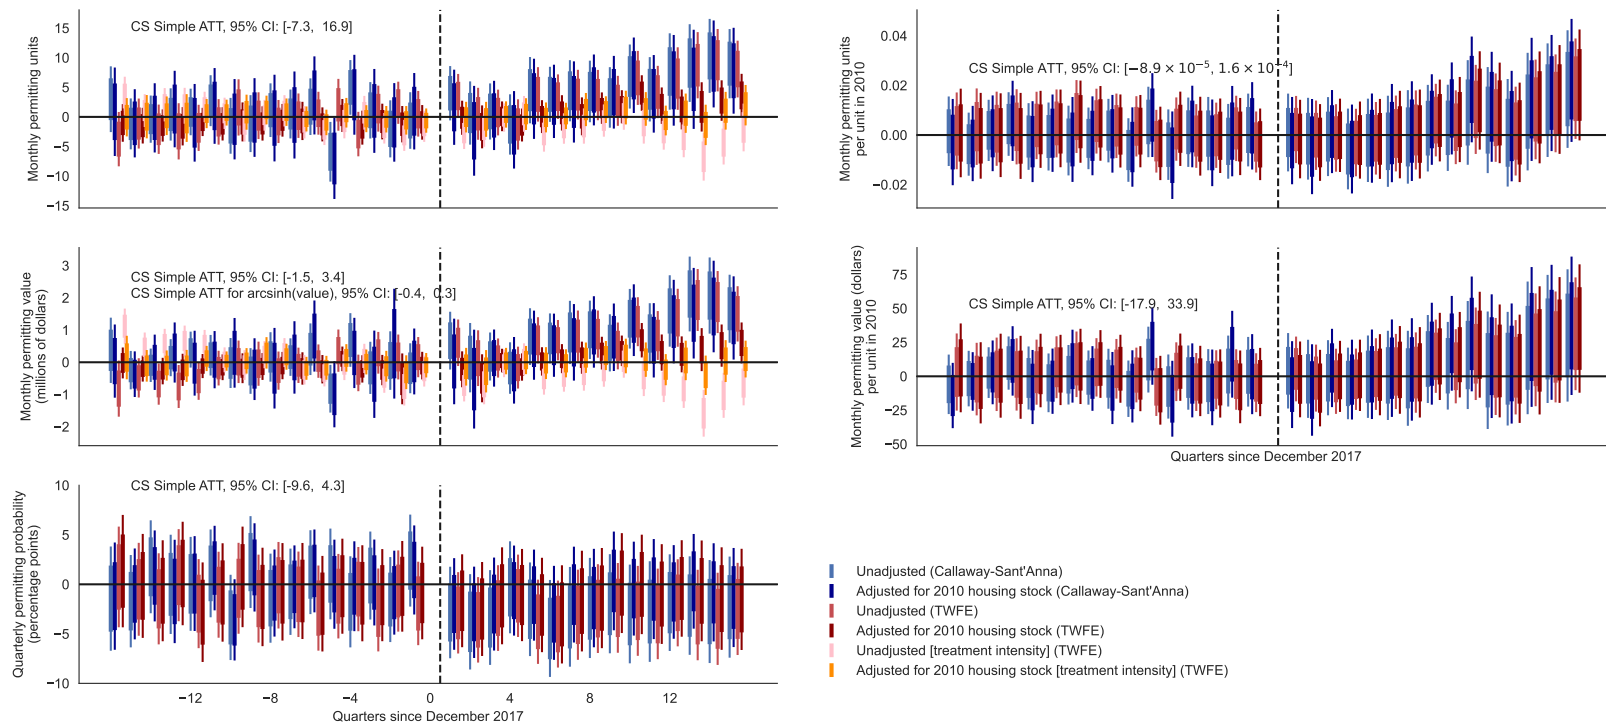 CS Simple ATT, 95% CI: [-7.3, 16.9]
Monthly permitting units
15
10
5
0
−5
−10
−15
CS Simple ATT, 95% CI: [−8.9 × 10⁻⁵, 1.6 × 10⁻⁴]
Monthly permitting units
per unit in 2010
0.04
0.02
0.00
−0.02
CS Simple ATT, 95% CI: [-1.5, 3.4]
CS Simple ATT for arcsinh(value), 95% CI: [-0.4, 0.3]
Monthly permitting value
(millions of dollars)
3
2
1
0
−1
−2
CS Simple ATT, 95% CI: [-17.9, 33.9]
Monthly permitting value (dollars)
per unit in 2010
75
50
25
0
−25
−50
Quarters since December 2017
CS Simple ATT, 95% CI: [-9.6, 4.3]
Quarterly permitting probability
(percentage points)
10
5
0
−5
−10
−12 −8 −4 0 4 8 12
Quarters since December 2017
Unadjusted (Callaway-Sant'Anna)
Adjusted for 2010 housing stock (Callaway-Sant'Anna)
Unadjusted (TWFE)
Adjusted for 2010 housing stock (TWFE)
Unadjusted [treatment intensity] (TWFE)
Adjusted for 2010 housing stock [treatment intensity] (TWFE)